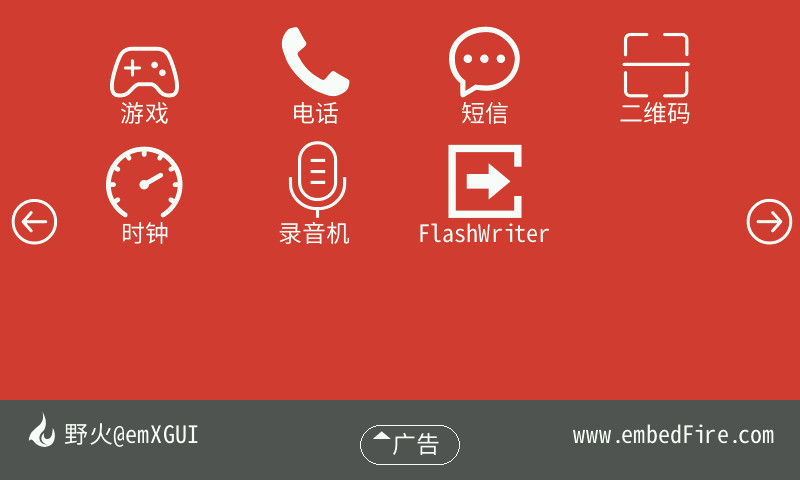 游戏
电话
短信
二维码
时钟
录音机
FlashWriter
野火@emXGUI
广告
www.embedFire.com